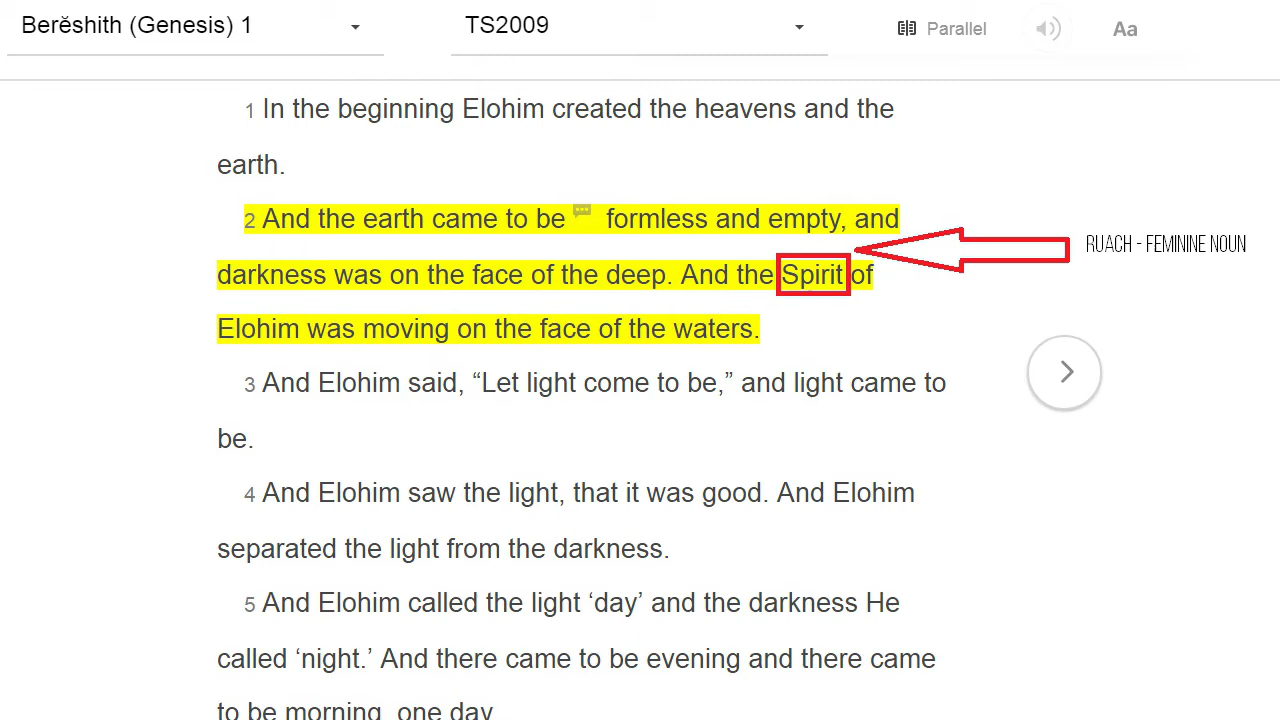 Berĕshith (Genesis) 1
TS2009
Parallel
Aa
1 In the beginning Elohim created the heavens and the
earth.
2 And the earth came to be formless and empty, and
darkness was on the face of the deep. And the Spirit of
Elohim was moving on the face of the waters.
RUACH - FEMININE NOUN
3 And Elohim said, “Let light come to be,” and light came to
be.
4 And Elohim saw the light, that it was good. And Elohim
separated the light from the darkness.
5 And Elohim called the light ‘day’ and the darkness He
called ‘night.’ And there came to be evening and there came
to be morning, one day